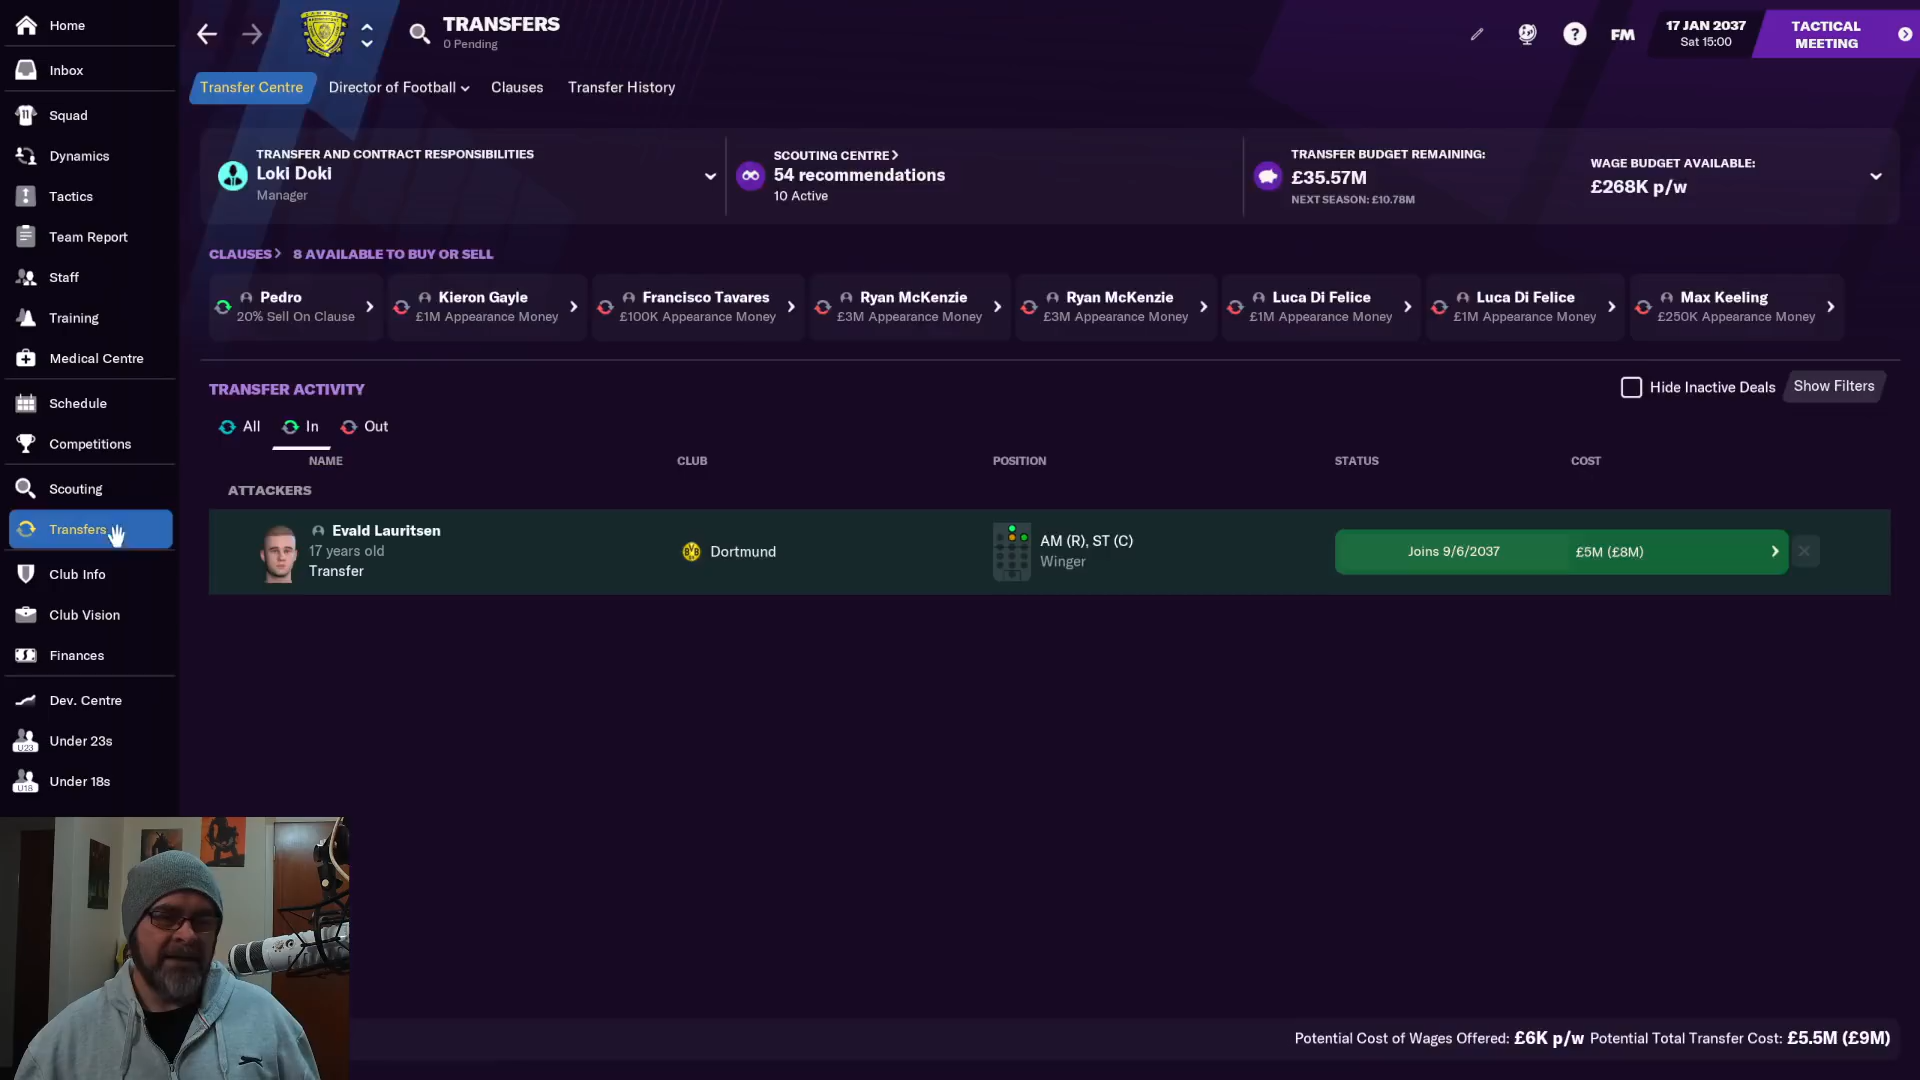 Home
TRANSFERS
0 Pending
FM
17 JAN 2037
Sat 15:00
TACTICAL
MEETING
Inbox
Transfer Centre
Director of Football
Clauses
Transfer History
Squad
Dynamics
Tactics
Team Report
Staff
Training
Medical Centre
Schedule
Competitions
Scouting
Transfers
Club Info
Club Vision
Finances
Dev. Centre
Under 23s
U23
Under 18s
U18
TRANSFER AND CONTRACT RESPONSIBILITIES
Loki Doki
Manager
SCOUTING CENTRE
54 recommendations
10 Active
TRANSFER BUDGET REMAINING:
£35.57M
NEXT SEASON: £10.78M
WAGE BUDGET AVAILABLE:
£268K p/w
CLAUSES 8 AVAILABLE TO BUY OR SELL
Pedro
20% Sell On Clause
Kieron Gayle
£1M Appearance Money
Francisco Tavares
£100K Appearance Money
Ryan McKenzie
£3M Appearance Money
Ryan McKenzie
£3M Appearance Money
Luca Di Felice
£1M Appearance Money
Luca Di Felice
£1M Appearance Money
Max Keeling
£250K Appearance Money
TRANSFER ACTIVITY
Hide Inactive Deals
Show Filters
All
In
Out
NAME
CLUB
POSITION
STATUS
COST
ATTACKERS
Evald Lauritsen
17 years old
Transfer
Dortmund
AM (R), ST (C)
Winger
Joins 9/6/2037
£5M (£8M)
Potential Cost of Wages Offered: £6K p/w Potential Total Transfer Cost: £5.5M (£9M)